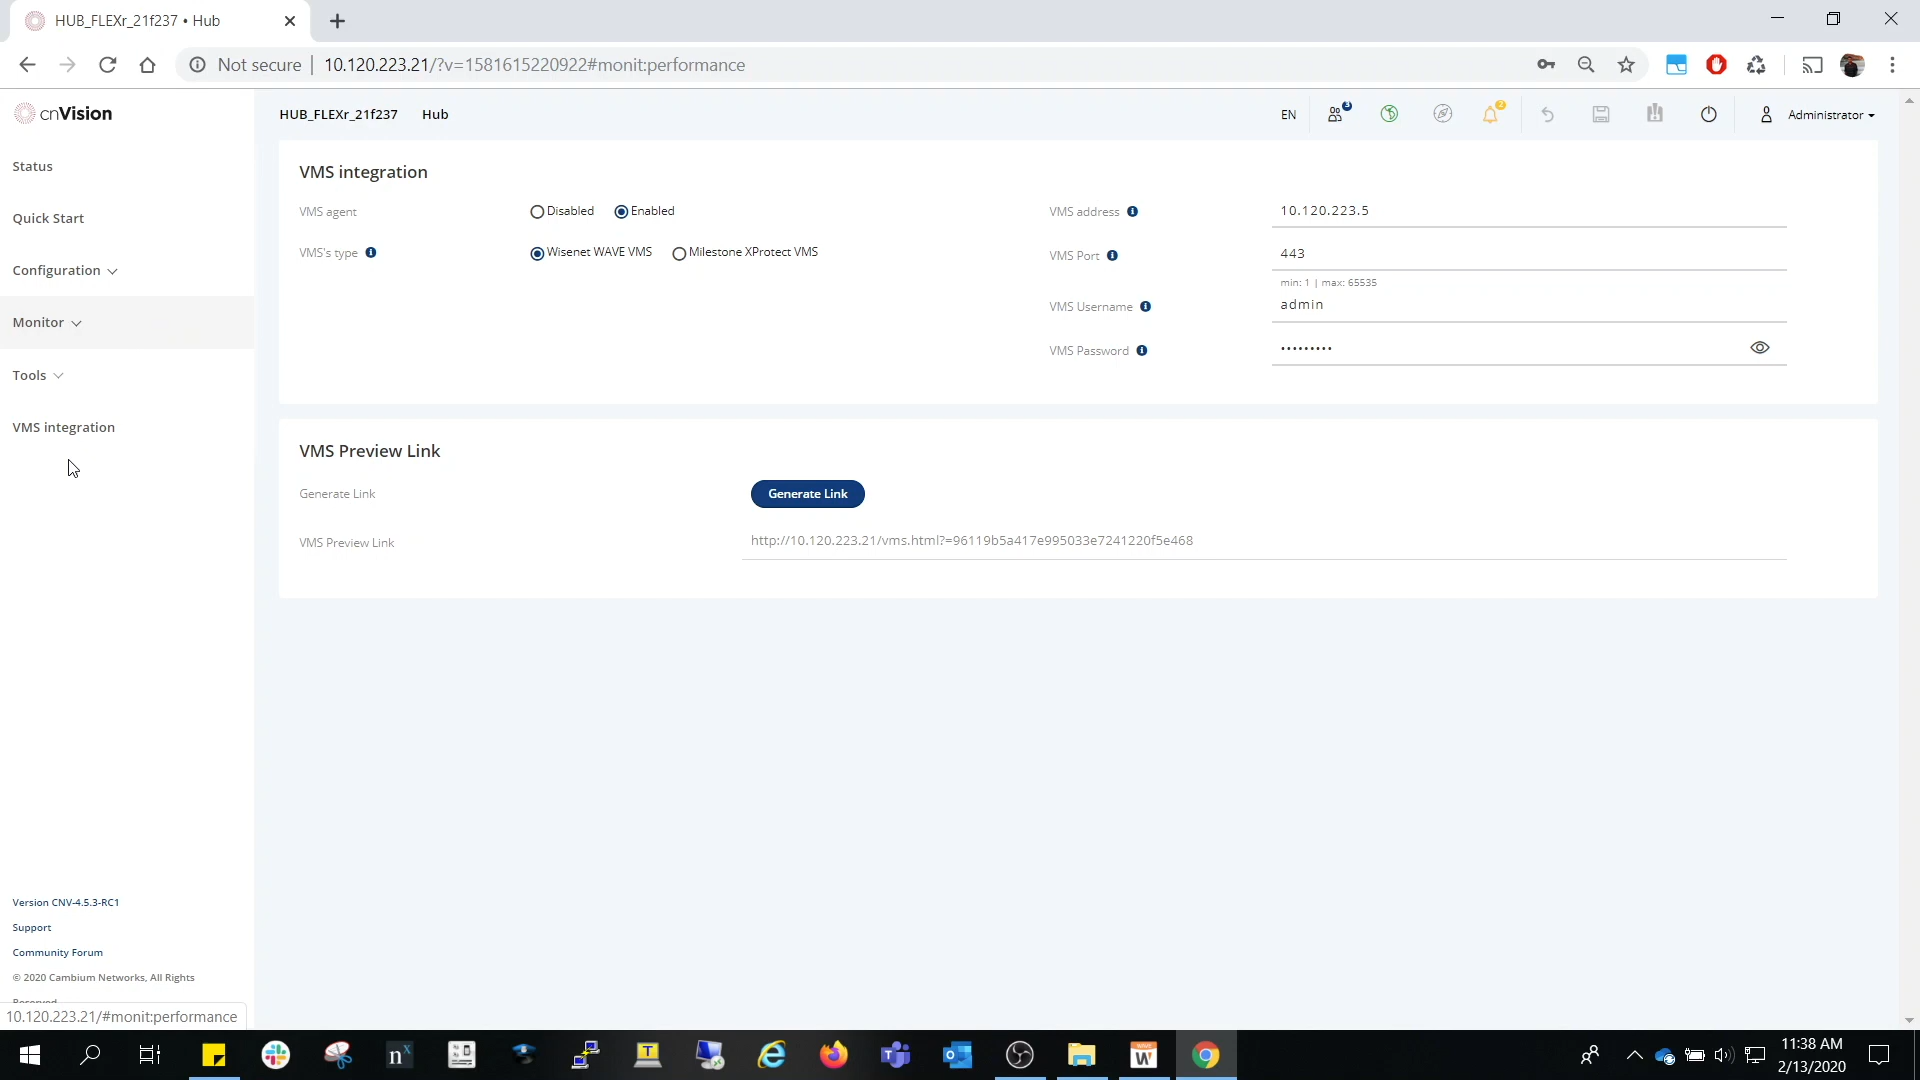 HUB_FLEXr_21f237 • Hub
Not secure | 10.120.223.21/?v=1581615220922#monit:performance
cnVision
HUB_FLEXr_21f237 Hub
EN
3
2
Administrator
Status
Quick Start
Configuration
Monitor
Tools
VMS integration
VMS integration
VMS agent
Disabled Enabled
VMS's type
Wisenet WAVE VMS Milestone XProtect VMS
VMS address
10.120.223.5
VMS Port
443
min: 1 | max: 65535
VMS Username
admin
VMS Password
•••••••••
VMS Preview Link
Generate Link
Generate Link
VMS Preview Link
http://10.120.223.21/vms.html?=96119b5a417e995033e7241220f5e468
Version CNV-4.5.3-RC1
Support
Community Forum
© 2020 Cambium Networks, All Rights
Reserved
10.120.223.21/#monit:performance
11:38 AM
2/13/2020